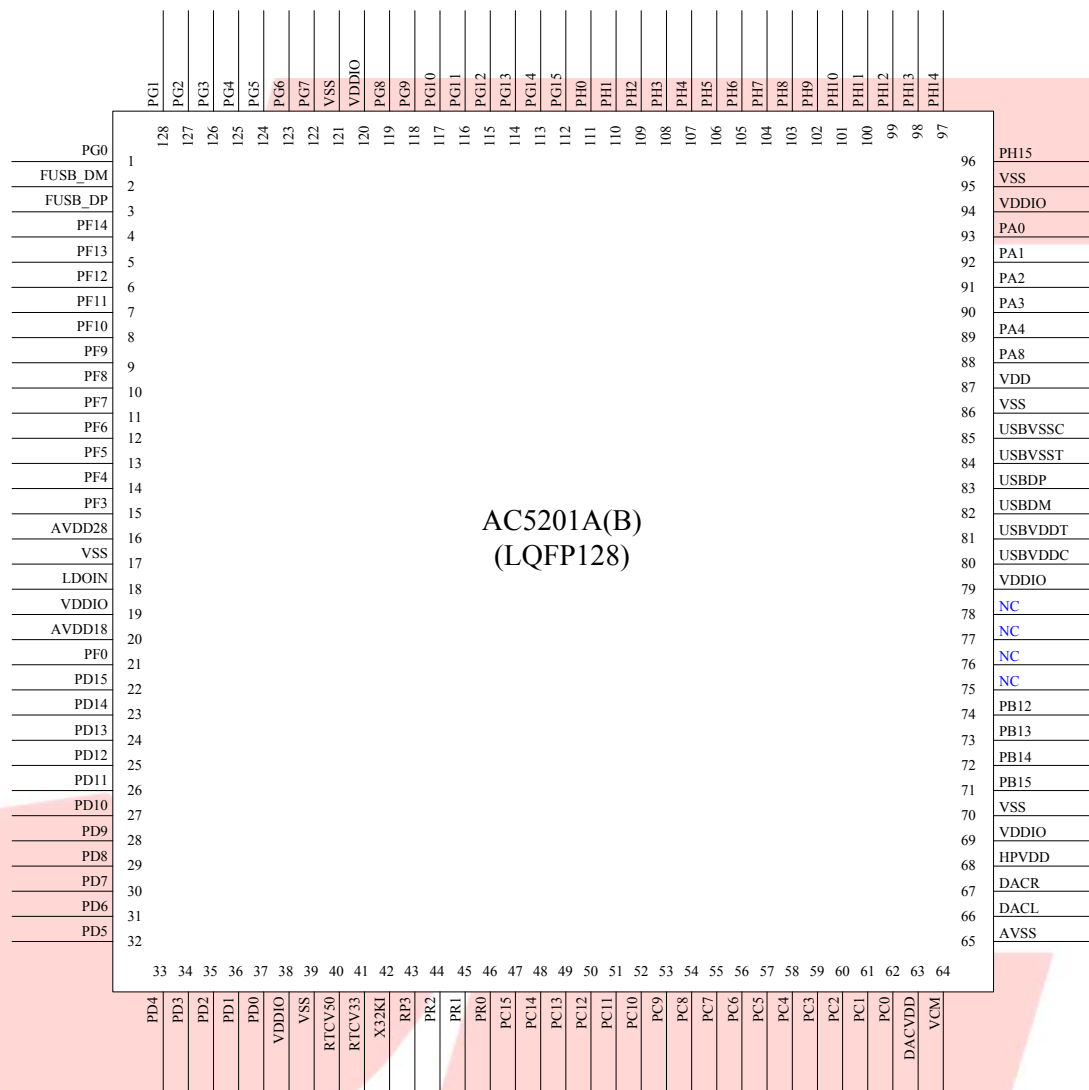 PG1 PG2 PG3 PG4 PG5 PG6 PG7 VSS VDDIO PG8 PG9 PG10 PG11 PG12 PG13 PG14 PG15 PH0 PH1 PH2 PH3 PH4 PH5 PH6 PH7 PH8 PH9 PH10 PH11 PH12 PH13 PH14
128 127 126 125 124 123 122 121 120 119 118 117 116 115 114 113 112 111 110 109 108 107 106 105 104 103 102 101 100 99 98 97
PG0 1 96 PH15
FUSB_DM 2 95 VSS
FUSB_DP 3 94 VDDIO
PF14 4 93 PA0
PF13 5 92 PA1
PF12 6 91 PA2
PF11 7 90 PA3
PF10 8 89 PA4
PF9 9 88 PA8
PF8 10 87 VDD
PF7 11 86 VSS
PF6 12 85 USBVSSC
PF5 13 84 USBVSST
PF4 14 83 USBDP
PF3 15 82 USBDM
AVDD28 16 81 USBVDDT
VSS 17 80 USBVDDC
LDOIN 18 79 VDDIO
VDDIO 19 78 NC
AVDD18 20 77 NC
PF0 21 76 NC
PD15 22 75 NC
PD14 23 74 PB12
PD13 24 73 PB13
PD12 25 72 PB14
PD11 26 71 PB15
PD10 27 70 VSS
PD9 28 69 VDDIO
PD8 29 68 HPVDD
PD7 30 67 DACR
PD6 31 66 DACL
PD5 32 65 AVSS
AC5201A(B)
(LQFP128)
33 34 35 36 37 38 39 40 41 42 43 44 45 46 47 48 49 50 51 52 53 54 55 56 57 58 59 60 61 62 63 64
PD4 PD3 PD2 PD1 PD0 VDDIO VSS RTCV50 RTCV33 X32KI RP3 PR2 PR1 PR0 PC15 PC14 PC13 PC12 PC11 PC10 PC9 PC8 PC7 PC6 PC5 PC4 PC3 PC2 PC1 PC0 DACVDD VCM